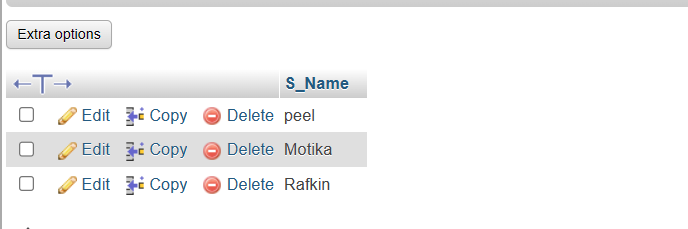 Extra options
←T→ S_Name
Edit Copy Delete peel
Edit Copy Delete Motika
Edit Copy Delete Rafkin